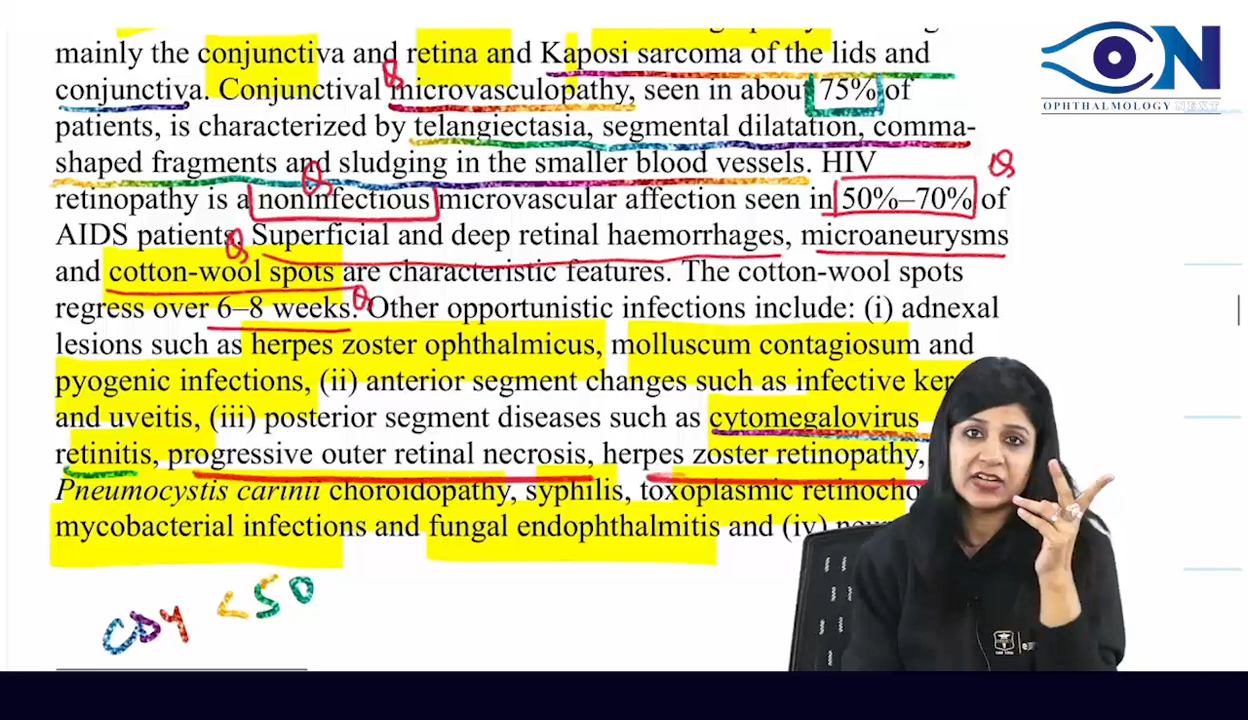 mainly the conjunctiva and retina and Kaposi sarcoma of the lids and
conjunctiva. Conjunctival microvasculopathy, seen in about 75% of
patients, is characterized by telangiectasia, segmental dilatation, comma-
shaped fragments and sludging in the smaller blood vessels. HIV
retinopathy is a noninfectious microvascular affection seen in 50%–70% of
AIDS patients. Superficial and deep retinal haemorrhages, microaneurysms
and cotton-wool spots are characteristic features. The cotton-wool spots
regress over 6–8 weeks. Other opportunistic infections include: (i) adnexal
lesions such as herpes zoster ophthalmicus, molluscum contagiosum and
pyogenic infections, (ii) anterior segment changes such as infective
and uveitis, (iii) posterior segment diseases such as cytomegalovirus
retinitis, progressive outer retinal necrosis, herpes zoster retinopathy,
Pneumocystis carinii choroidopathy, syphilis, toxoplasmic
mycobacterial infections and fungal endophthalmitis and (iv)
CD4 <50
ON
OPHTHALMOLOGY NEXT